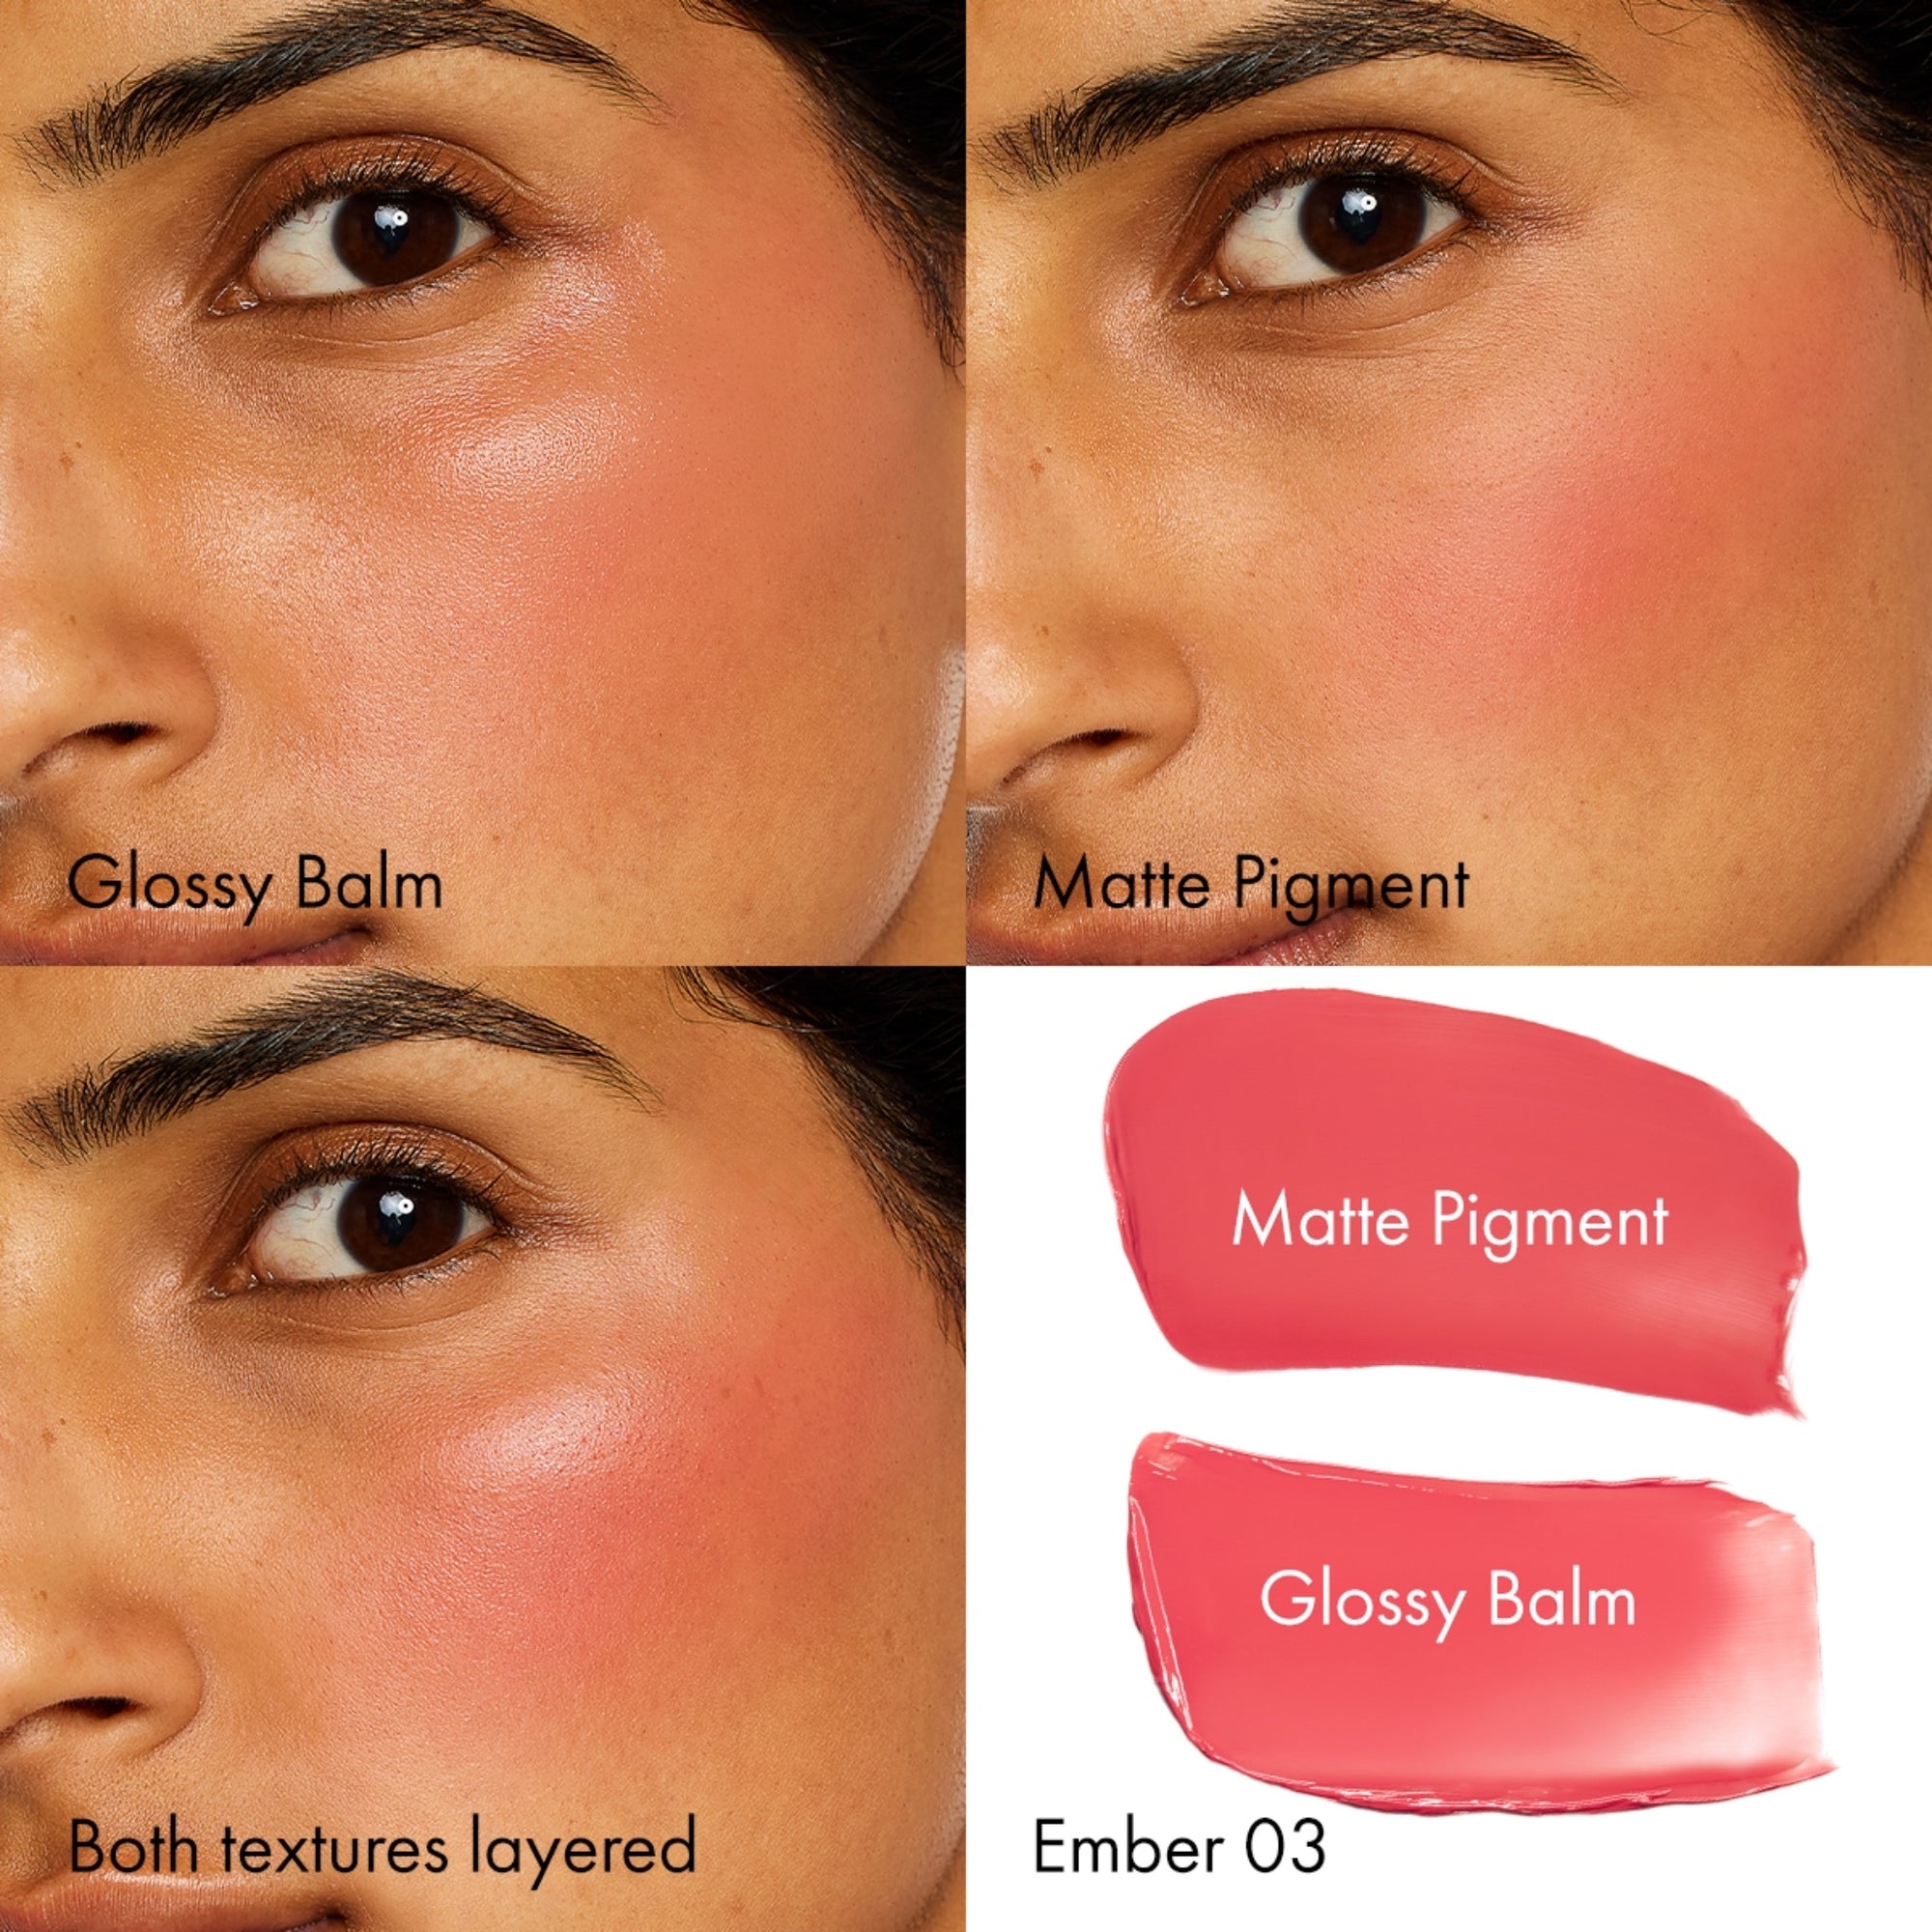 Glossy Balm
Matte Pigment
Both textures layered
Matte Pigment
Glossy Balm
Ember 03